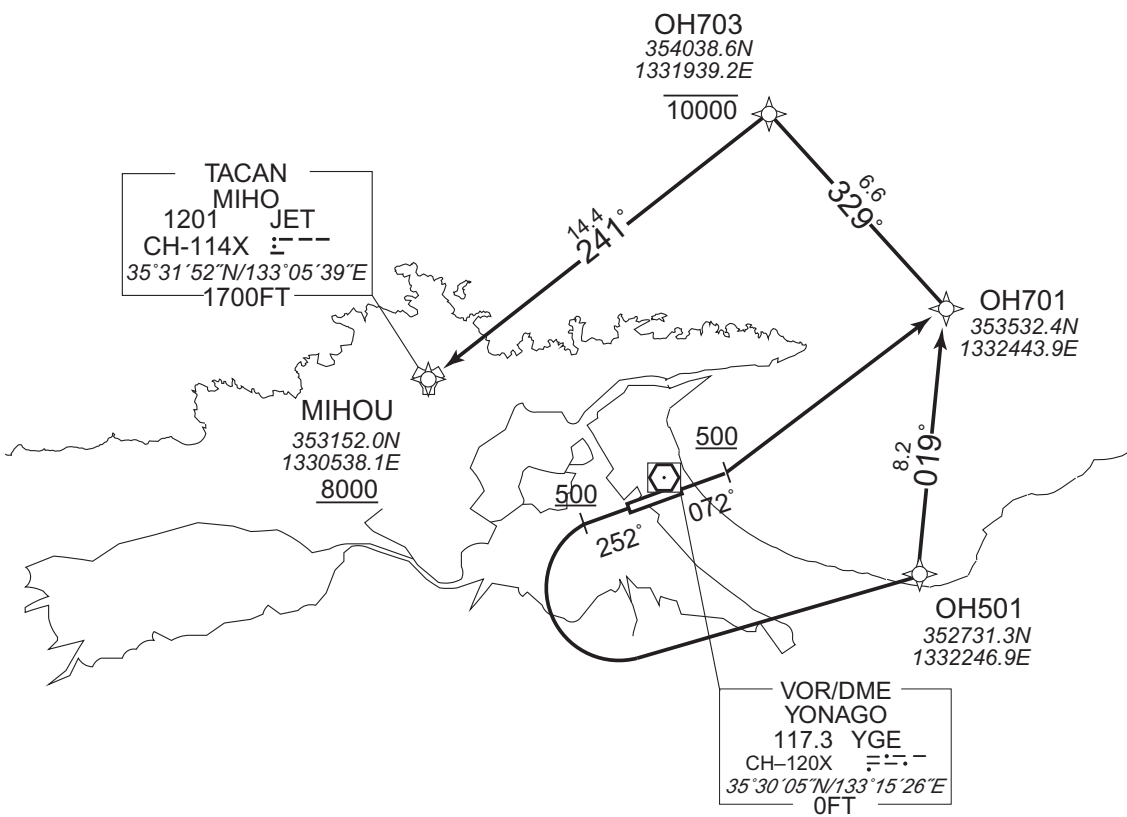 OH703
354038.6N
1331939.2E
10000
TACAN
MIHO
1201 JET
CH-114X
35°31´52˝N/133°05´39˝E
1700FT
6.6
329°
14.4
241°
OH701
353532.4N
1332443.9E
MIHOU
353152.0N
1330538.1E
8000
500
500
072°
252°
8.2
019°
OH501
352731.3N
1332246.9E
VOR/DME
YONAGO
117.3 YGE
CH–120X
35°30´05˝N/133°15´26˝E
0FT